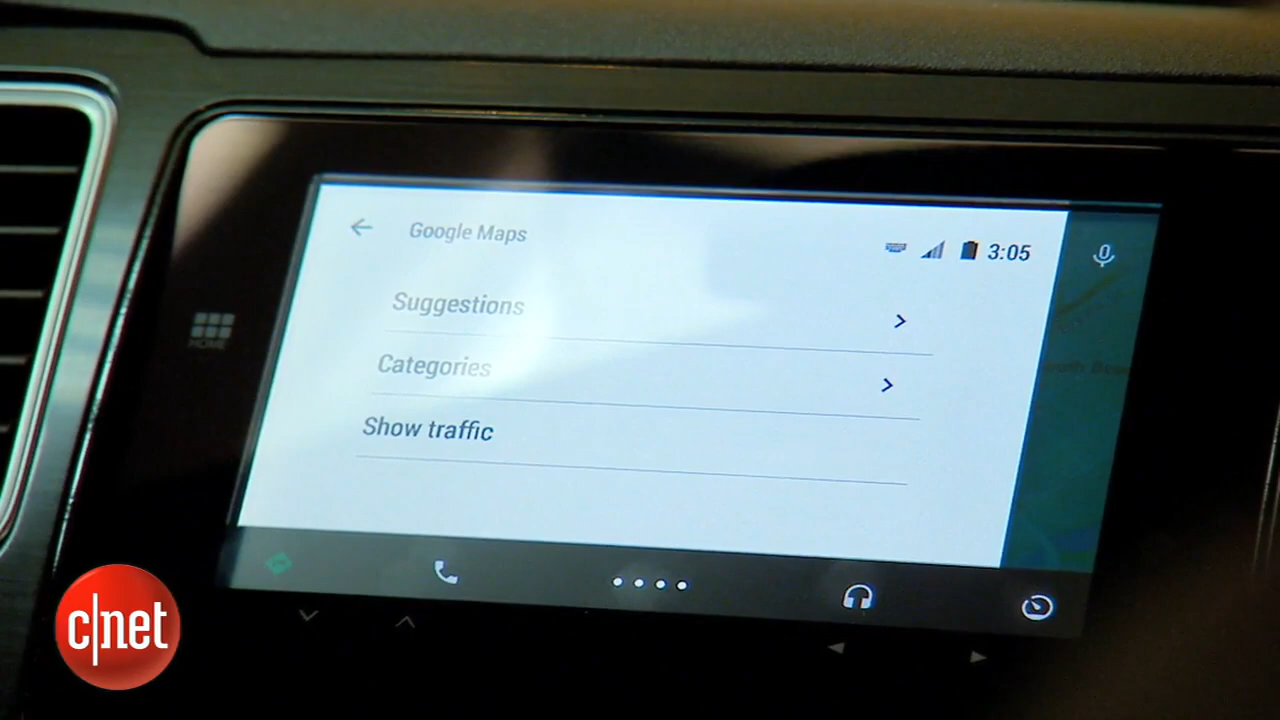 Google Maps
3:05
Suggestions
Categories
Show traffic
HOME
c|net